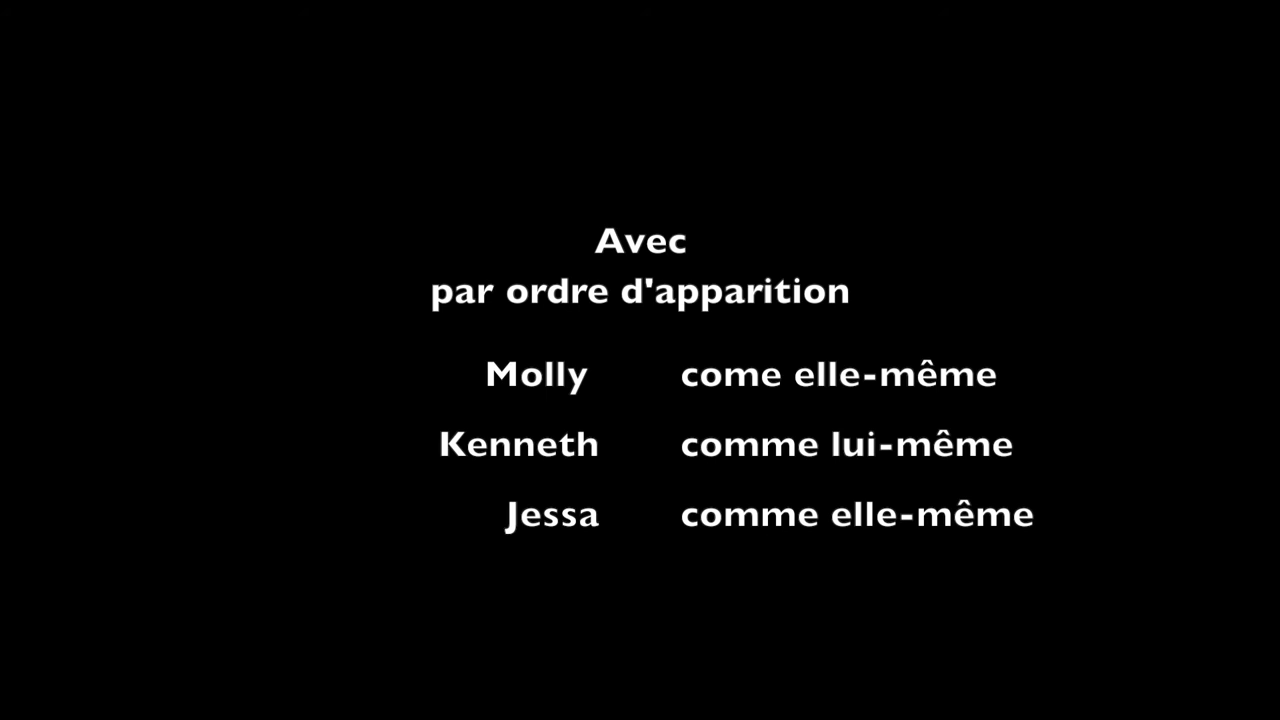 Avec
par ordre d'apparition
Molly come elle-même
Kenneth comme lui-même
Jessa comme elle-même